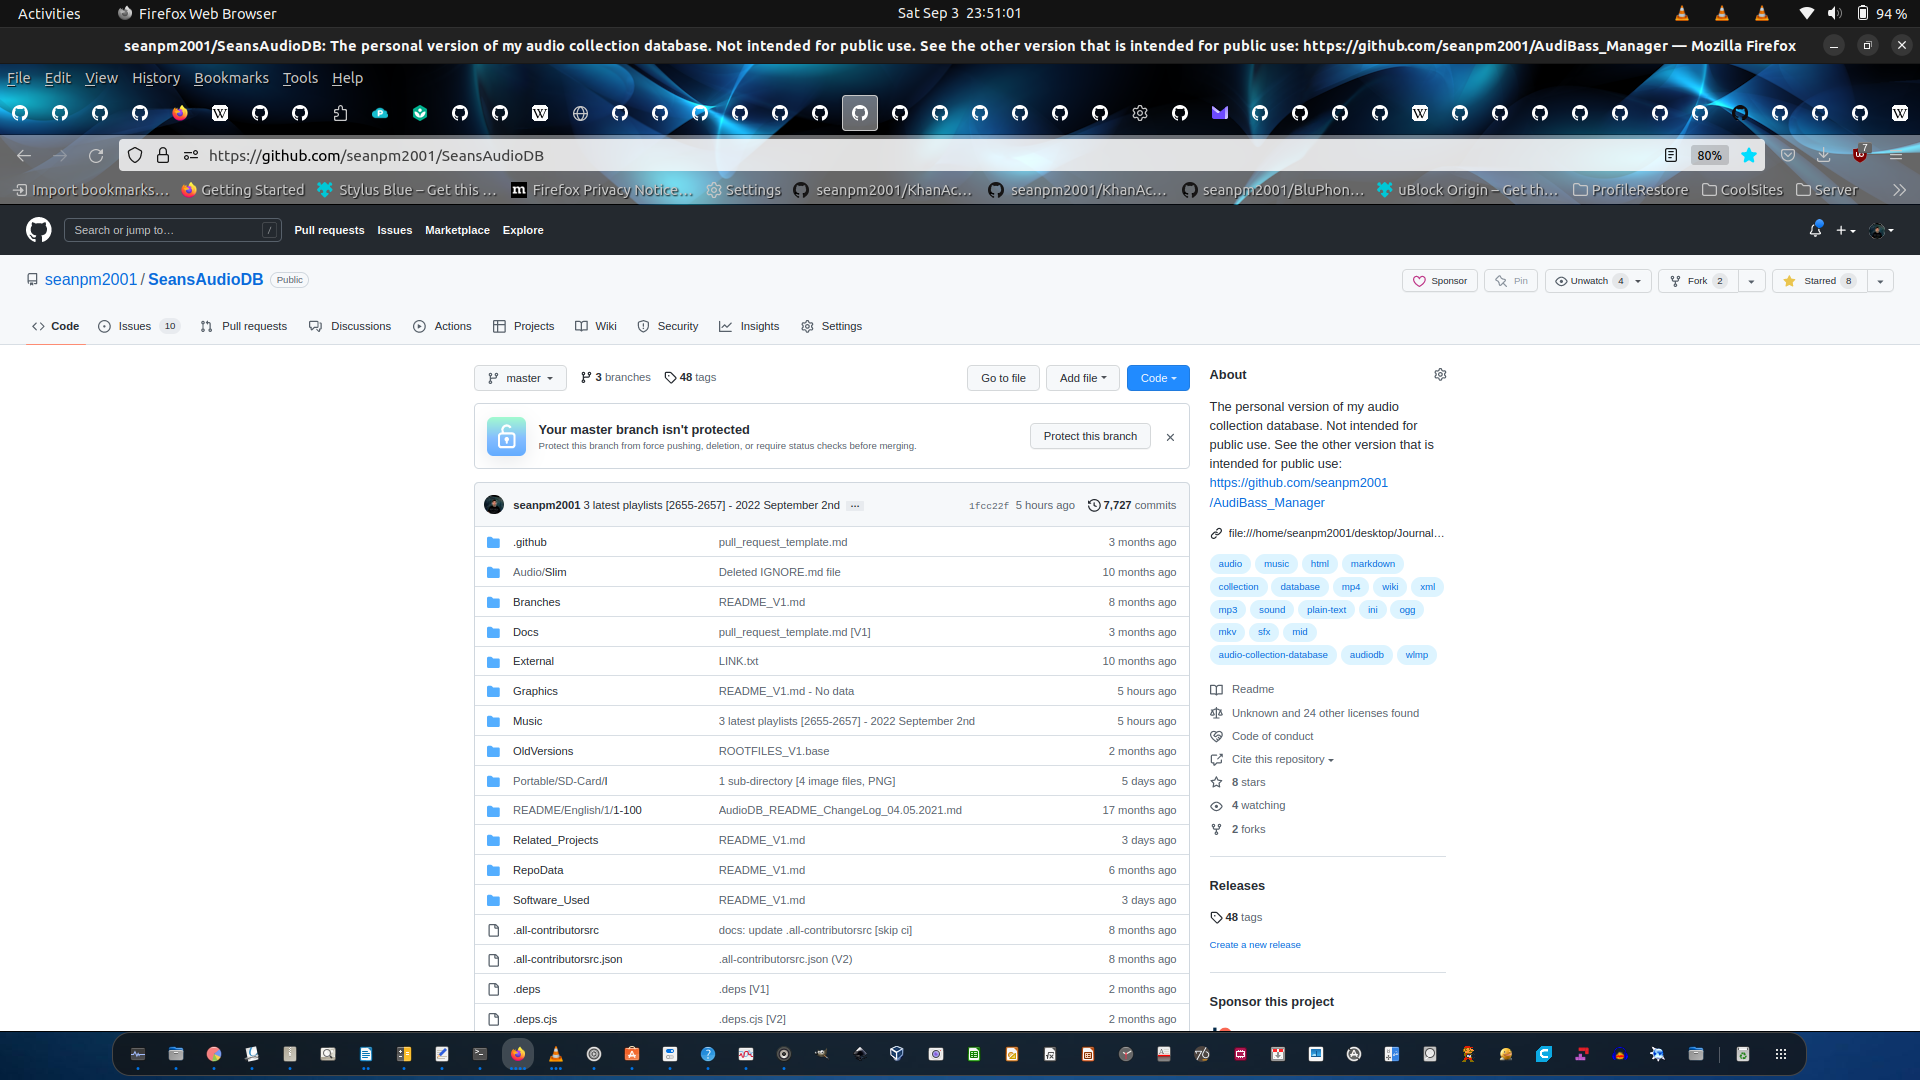 Activities
Firefox Web Browser
Sat Sep 3 23:51:01
94 %
seanpm2001/SeansAudioDB: The personal version of my audio collection database. Not intended for public use. See the other version that is intended for public use: https://github.com/seanpm2001/AudiBass_Manager — Mozilla Firefox
File Edit View History Bookmarks Tools Help
https://github.com/seanpm2001/SeansAudioDB
80%
7
Import bookmarks… Getting Started Stylus Blue – Get this … Firefox Privacy Notice… Settings seanpm2001/KhanAc… seanpm2001/KhanAc… seanpm2001/BluPhon… uBlock Origin – Get th… ProfileRestore CoolSites Server
Search or jump to… /
Pull requests Issues Marketplace Explore
seanpm2001 / SeansAudioDB Public
Sponsor Pin Unwatch 4 Fork 2 Starred 8
Code Issues 10 Pull requests Discussions Actions Projects Wiki Security Insights Settings
master 3 branches 48 tags Go to file Add file Code
Your master branch isn't protected
Protect this branch from force pushing, deletion, or require status checks before merging.
Protect this branch
seanpm2001 3 latest playlists [2655-2657] - 2022 September 2nd … 1fcc22f 5 hours ago 7,727 commits
.github pull_request_template.md 3 months ago
Audio/Slim Deleted IGNORE.md file 10 months ago
Branches README_V1.md 8 months ago
Docs pull_request_template.md [V1] 3 months ago
External LINK.txt 10 months ago
Graphics README_V1.md - No data 5 hours ago
Music 3 latest playlists [2655-2657] - 2022 September 2nd 5 hours ago
OldVersions ROOTFILES_V1.base 2 months ago
Portable/SD-Card/I 1 sub-directory [4 image files, PNG] 5 days ago
README/English/1/1-100 AudioDB_README_ChangeLog_04.05.2021.md 17 months ago
Related_Projects README_V1.md 3 days ago
RepoData README_V1.md 6 months ago
Software_Used README_V1.md 3 days ago
.all-contributorsrc docs: update .all-contributorsrc [skip ci] 8 months ago
.all-contributorsrc.json .all-contributorsrc.json (V2) 8 months ago
.deps .deps [V1] 2 months ago
.deps.cjs .deps.cjs [V2] 2 months ago
About
The personal version of my audio
collection database. Not intended for
public use. See the other version that is
intended for public use:
https://github.com/seanpm2001
/AudiBass_Manager
file:///home/seanpm2001/desktop/Journal…
audio music html markdown
collection database mp4 wiki xml
mp3 sound plain-text ini ogg
mkv sfx mid
audio-collection-database audiodb wlmp
Readme
Unknown and 24 other licenses found
Code of conduct
Cite this repository
8 stars
4 watching
2 forks
Releases
48 tags
Create a new release
Sponsor this project